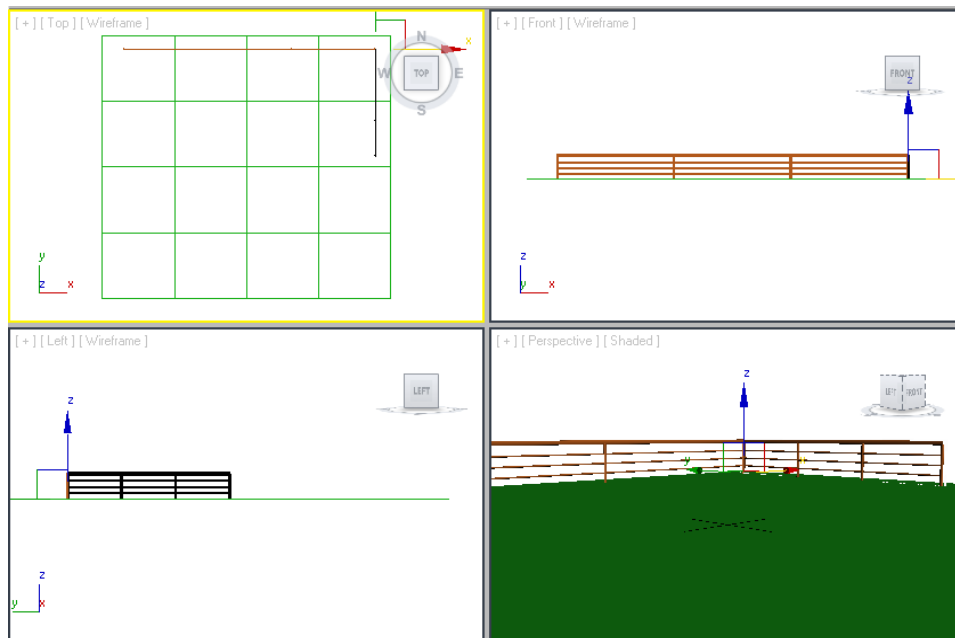 [ + ] [ Top ] [ Wireframe ]
N
x
W
TOP
E
S
y
z
x
[ + ] [ Front ] [ Wireframe ]
FRONT
z
z
y
x
[ + ] [ Left ] [ Wireframe ]
LEFT
z
z
y
x
[ + ] [ Perspective ] [ Shaded ]
z
LEFT
FRONT
y